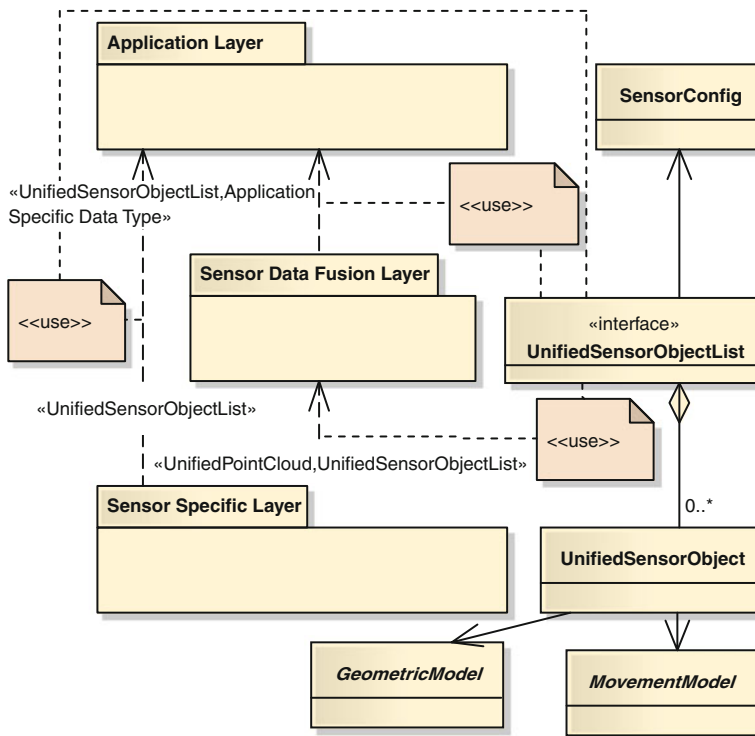 Application Layer
SensorConfig
«UnifiedSensorObjectList,Application
Specific Data Type»
<<use>>
Sensor Data Fusion Layer
<<use>>
«interface»
UnifiedSensorObjectList
«UnifiedSensorObjectList»
<<use>>
«UnifiedPointCloud,UnifiedSensorObjectList»
Sensor Specific Layer
0..*
UnifiedSensorObject
GeometricModel
MovementModel